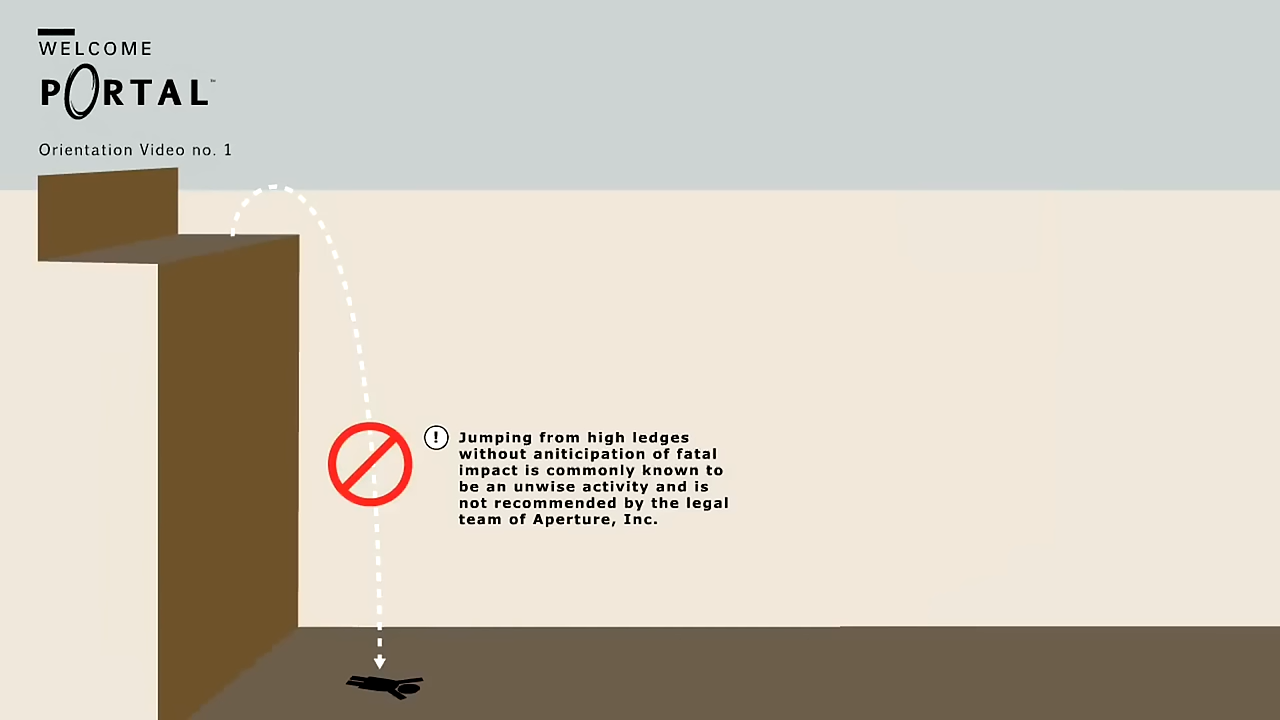 WELCOME
PORTAL™
Orientation Video no. 1
! Jumping from high ledges
without aniticipation of fatal
impact is commonly known to
be an unwise activity and is
not recommended by the legal
team of Aperture, Inc.